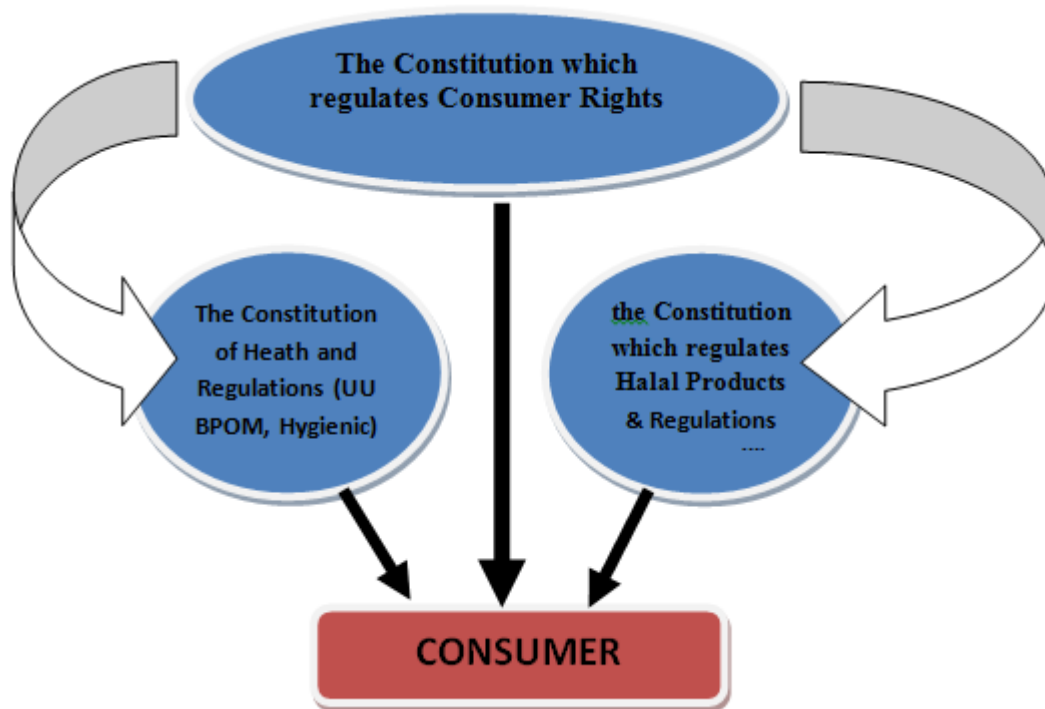 The Constitution which
regulates Consumer Rights
The Constitution
of Heath and
Regulations (UU
BPOM, Hygienic)
the Constitution
which regulates
Halal Products
& Regulations
....
CONSUMER